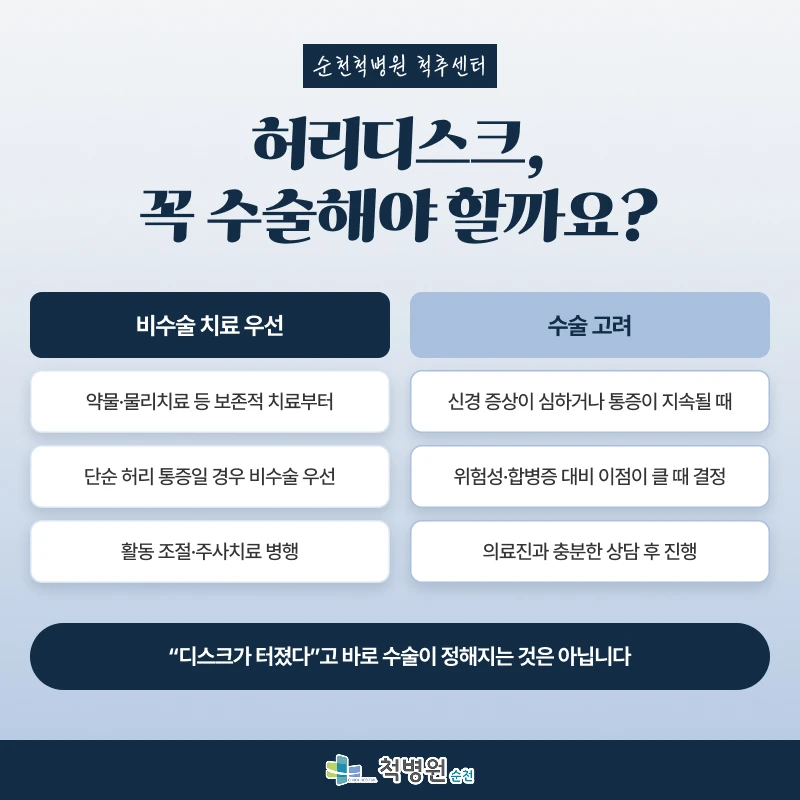 순천척병원 척추센터
허리디스크,
꼭 수술해야 할까요?
비수술 치료 우선
수술 고려
약물·물리치료 등 보존적 치료부터
신경 증상이 심하거나 통증이 지속될 때
단순 허리 통증일 경우 비수술 우선
위험성·합병증 대비 이점이 클 때 결정
활동 조절·주사치료 병행
의료진과 충분한 상담 후 진행
“디스크가 터졌다”고 바로 수술이 정해지는 것은 아닙니다
척병원 순천